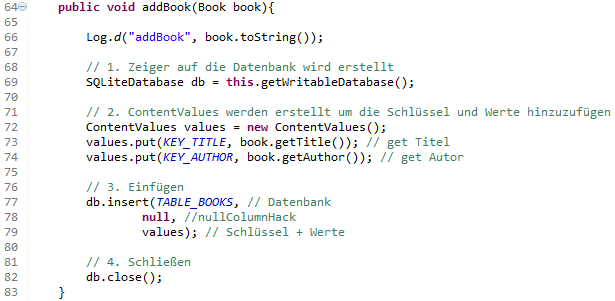 64 public void addBook(Book book){
65
66 Log.d("addBook", book.toString());
67
68 // 1. Zeiger auf die Datenbank wird erstellt
69 SQLiteDatabase db = this.getWritableDatabase();
70
71 // 2. ContentValues werden erstellt um die Schlüssel und Werte hinzuzufügen
72 ContentValues values = new ContentValues();
73 values.put(KEY_TITLE, book.getTitle()); // get Titel
74 values.put(KEY_AUTHOR, book.getAuthor()); // get Autor
75
76 // 3. Einfügen
77 db.insert(TABLE_BOOKS, // Datenbank
78 null, //nullColumnHack
79 values); // Schlüssel + Werte
80
81 // 4. Schließen
82 db.close();
83 }